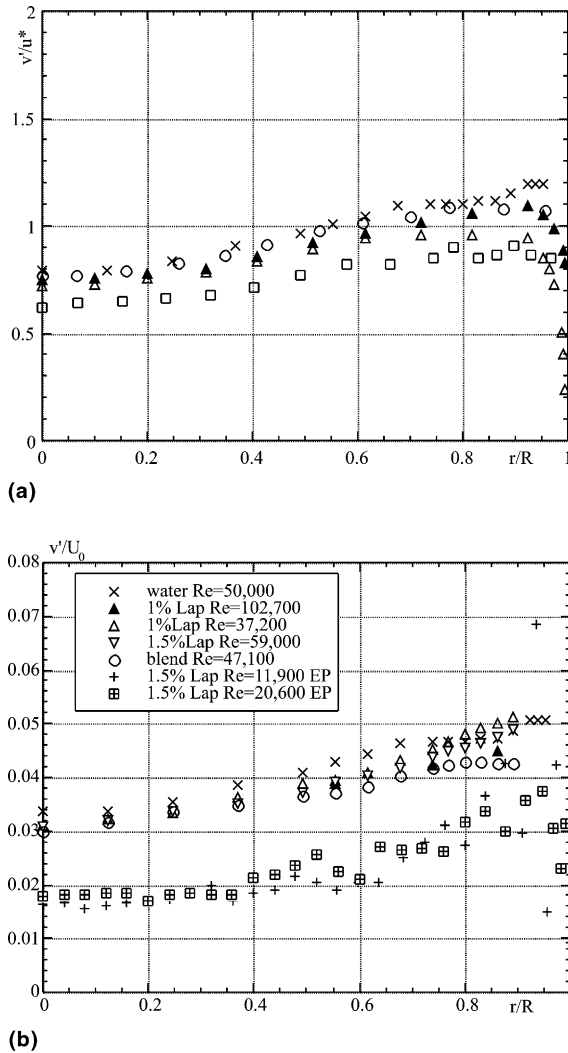 v'/u*
2
1.5
1
0.5
0
0 0.2 0.4 0.6 0.8 r/R 1
(a)
v'/U0
0.08
0.07
0.06
0.05
0.04
0.03
0.02
0.01
0
water Re=50,000
1% Lap Re=102,700
1%Lap Re=37,200
1.5%Lap Re=59,000
blend Re=47,100
1.5% Lap Re=11,900 EP
1.5% Lap Re=20,600 EP
0 0.2 0.4 0.6 0.8 r/R
(b)